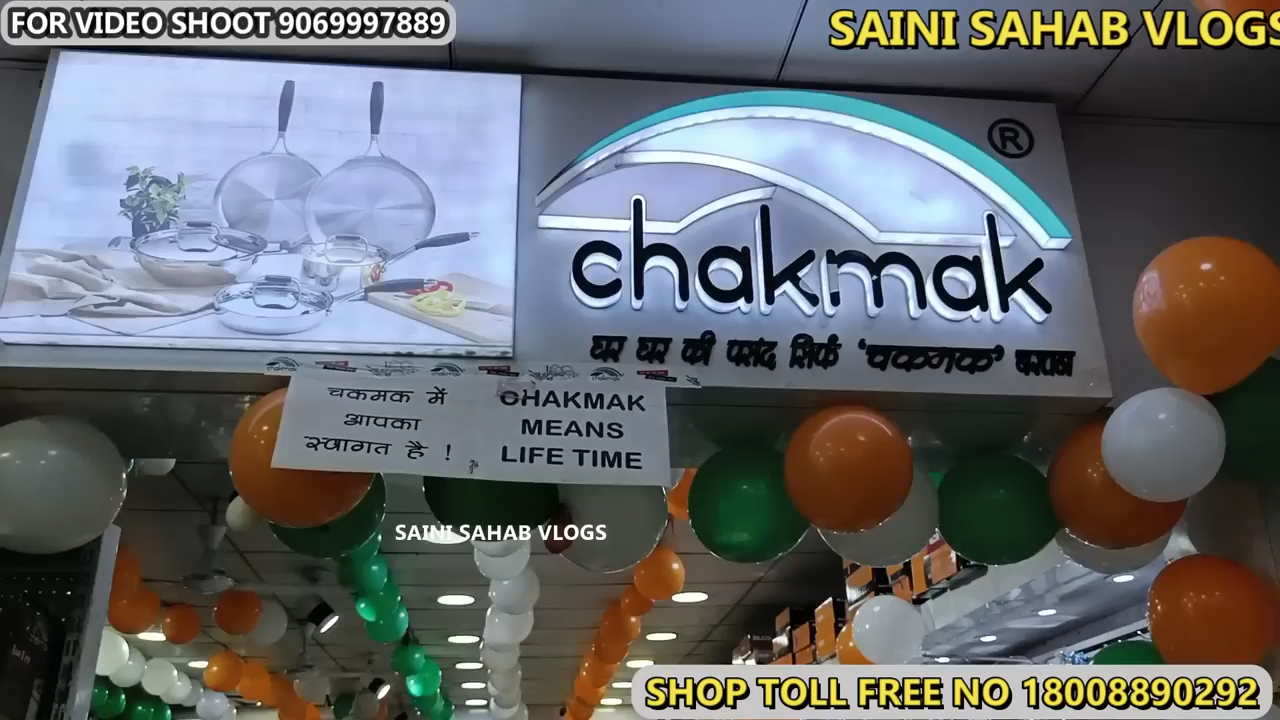 FOR VIDEO SHOOT 9069997889
SAINI SAHAB VLOGS
®
chakmak
घर घर की पसंद सिर्फ 'चकमक' बरतन
चकमक में
आपका
स्वागत है !
CHAKMAK
MEANS
LIFE TIME
SAINI SAHAB VLOGS
SHOP TOLL FREE NO 18008890292